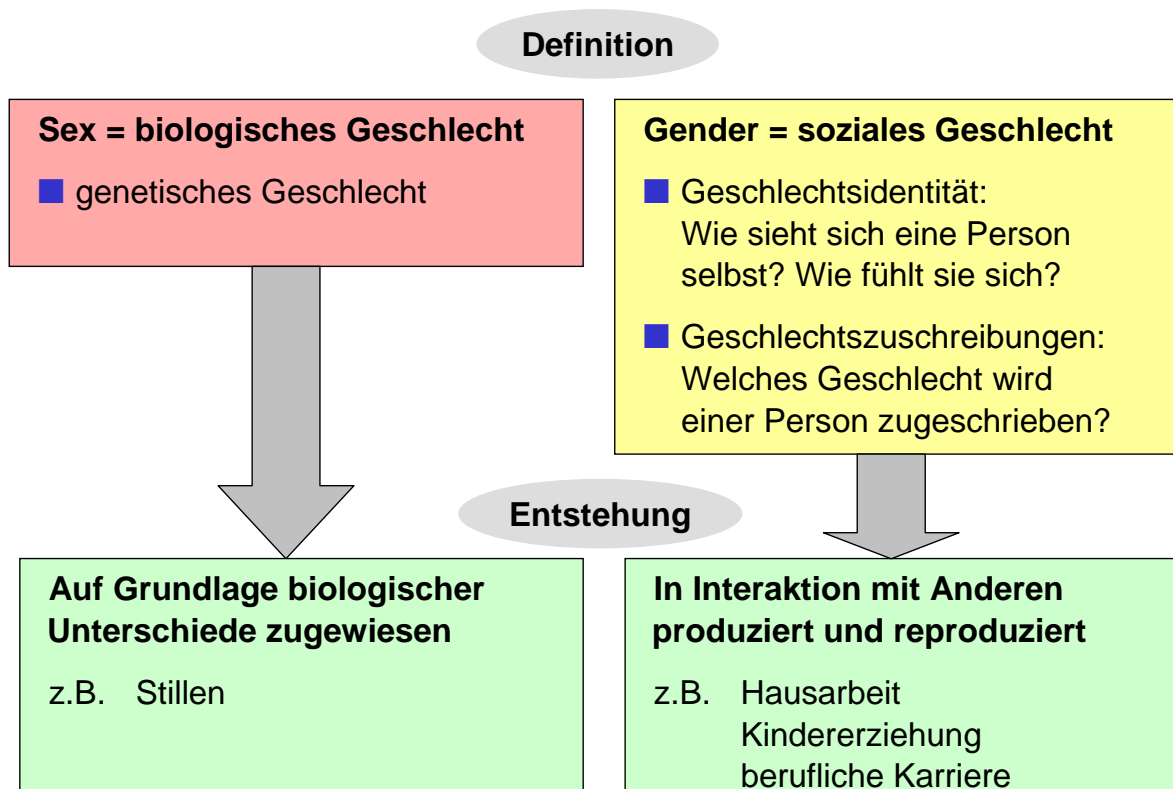 Definition
Sex = biologisches Geschlecht
genetisches Geschlecht
Gender = soziales Geschlecht
Geschlechtsidentität:
Wie sieht sich eine Person
selbst? Wie fühlt sie sich?
Geschlechtszuschreibungen:
Welches Geschlecht wird
einer Person zugeschrieben?
Entstehung
Auf Grundlage biologischer
Unterschiede zugewiesen
z.B. Stillen
In Interaktion mit Anderen
produziert und reproduziert
z.B. Hausarbeit
Kindererziehung
berufliche Karriere